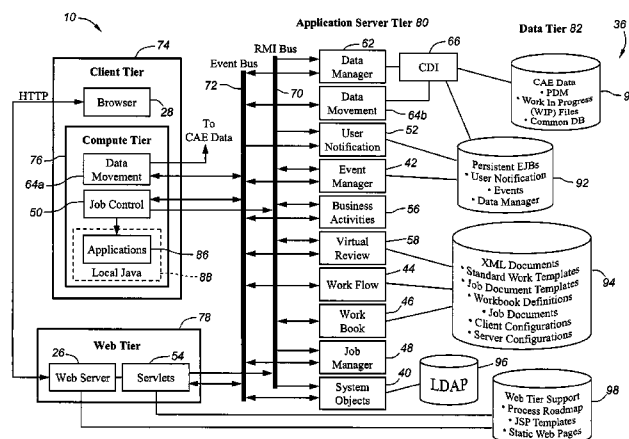 10
74
Client Tier
HTTP
Browser
28
Compute Tier
76
Data
Movement
64a
To
CAE Data
50
Job Control
Applications
86
Local Java
88
78
Web Tier
26
54
Web Server
Servlets
Application Server Tier 80
RMI Bus
Event Bus
72
70
62
Data
Manager
66
CDI
Data
Movement
64b
User
Notification
52
Event
Manager
42
Business
Activities
56
Virtual
Review
58
Work Flow
44
Work
Book
46
Job
Manager
48
System
Objects
40
Data Tier 82
36
CAE Data
• PDM
• Work In Progress
(WIP) Files
• Common DB
9
Persistent EJBs
• User Notification
• Events
• Data Manager
92
XML Documents
• Standard Work Templates
• Job Document Templates
• Workbook Definitions
• Job Documents
• Client Configurations
• Server Configurations
94
LDAP
96
Web Tier Support
• Process Roadmap
• JSP Templates
• Static Web Pages
98